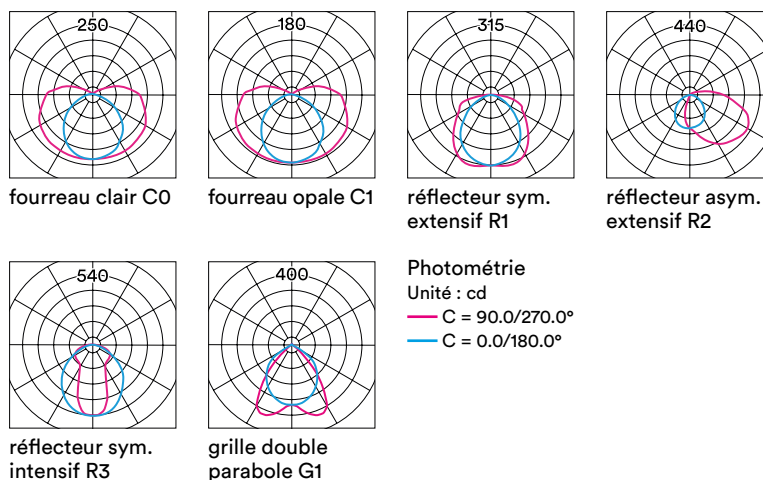 250
180
315
440
fourreau clair C0
fourreau opale C1
réflecteur sym.
extensif R1
réflecteur asym.
extensif R2
540
400
Photométrie
Unité : cd
C = 90.0/270.0°
C = 0.0/180.0°
réflecteur sym.
intensif R3
grille double
parabole G1